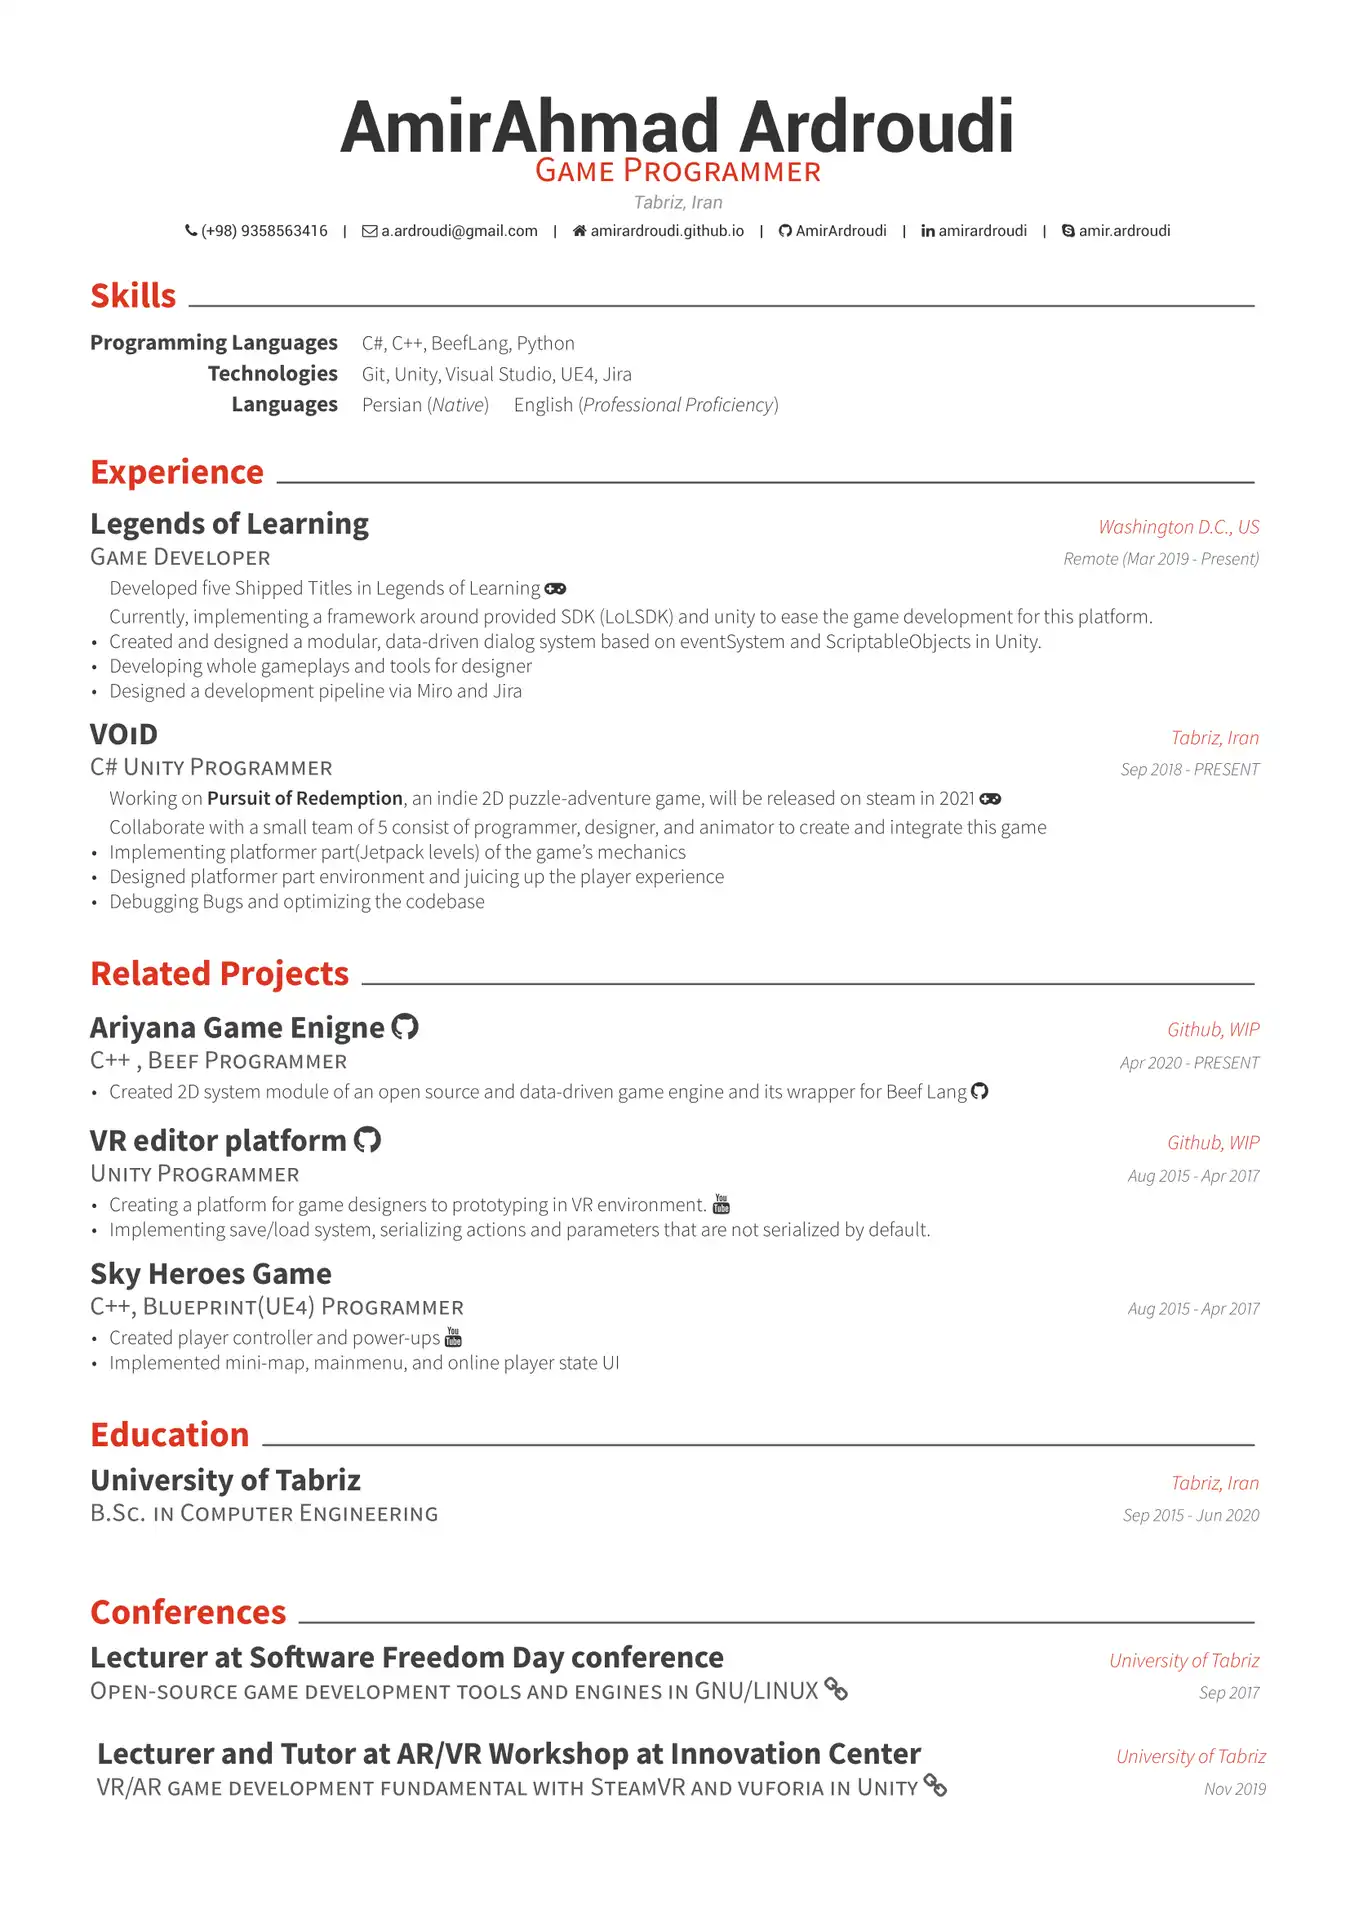 AmirAhmad Ardroudi
Game Programmer
Tabriz, Iran
(+98) 9358563416 | a.ardroudi@gmail.com | amirardroudi.github.io | AmirArdroudi | amirardroudi | amir.ardroudi
Skills
Programming Languages C#, C++, BeefLang, Python
Technologies Git, Unity, Visual Studio, UE4, Jira
Languages Persian (Native) English (Professional Proficiency)
Experience
Legends of Learning Washington D.C., US
Game Developer Remote (Mar 2019 - Present)
Developed five Shipped Titles in Legends of Learning
Currently, implementing a framework around provided SDK (LoLSDK) and unity to ease the game development for this platform.
• Created and designed a modular, data-driven dialog system based on eventSystem and ScriptableObjects in Unity.
• Developing whole gameplays and tools for designer
• Designed a development pipeline via Miro and Jira
VOıD Tabriz, Iran
C# Unity Programmer Sep 2018 - PRESENT
Working on Pursuit of Redemption, an indie 2D puzzle-adventure game, will be released on steam in 2021
Collaborate with a small team of 5 consist of programmer, designer, and animator to create and integrate this game
• Implementing platformer part(Jetpack levels) of the game’s mechanics
• Designed platformer part environment and juicing up the player experience
• Debugging Bugs and optimizing the codebase
Related Projects
Ariyana Game Enigne Github, WIP
C++ , Beef Programmer Apr 2020 - PRESENT
• Created 2D system module of an open source and data-driven game engine and its wrapper for Beef Lang
VR editor platform Github, WIP
Unity Programmer Aug 2015 - Apr 2017
• Creating a platform for game designers to prototyping in VR environment. You Tube
• Implementing save/load system, serializing actions and parameters that are not serialized by default.
Sky Heroes Game
C++, Blueprint(UE4) Programmer Aug 2015 - Apr 2017
• Created player controller and power-ups You Tube
• Implemented mini-map, mainmenu, and online player state UI
Education
University of Tabriz Tabriz, Iran
B.Sc. in Computer Engineering Sep 2015 - Jun 2020
Conferences
Lecturer at Software Freedom Day conference University of Tabriz
Open-source game development tools and engines in GNU/LINUX Sep 2017
Lecturer and Tutor at AR/VR Workshop at Innovation Center University of Tabriz
VR/AR game development fundamental with SteamVR and vuforia in Unity Nov 2019